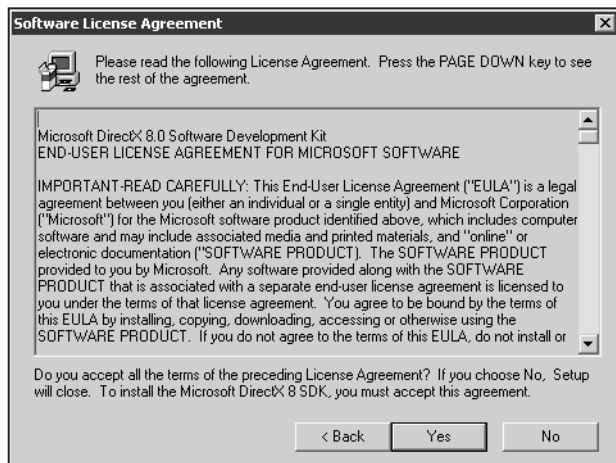 Software License Agreement
Please read the following License Agreement. Press the PAGE DOWN key to see
the rest of the agreement.
Microsoft DirectX 8.0 Software Development Kit
END-USER LICENSE AGREEMENT FOR MICROSOFT SOFTWARE
IMPORTANT-READ CAREFULLY: This End-User License Agreement ("EULA") is a legal
agreement between you (either an individual or a single entity) and Microsoft Corporation
("Microsoft") for the Microsoft software product identified above, which includes computer
software and may include associated media and printed materials, and "online" or
electronic documentation ("SOFTWARE PRODUCT). The SOFTWARE PRODUCT
provided to you by Microsoft. Any software provided along with the SOFTWARE
PRODUCT that is associated with a separate end-user license agreement is licensed to
you under the terms of that license agreement. You agree to be bound by the terms of
this EULA by installing, copying, downloading, accessing or otherwise using the
SOFTWARE PRODUCT. If you do not agree to the terms of this EULA, do not install or
Do you accept all the terms of the preceding License Agreement? If you choose No, Setup
will close. To install the Microsoft DirectX 8 SDK, you must accept this agreement.
< Back Yes No